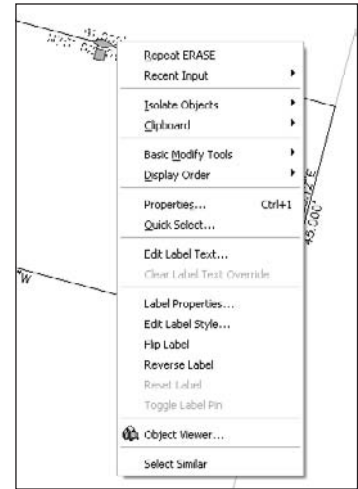 Repeat ERASE
Recent Input
Isolate Objects
Clipboard
Basic Modify Tools
Display Order
Properties... Ctrl+1
Quick Select...
Edit Label Text...
Clear Label Text Override
Label Properties...
Edit Label Style...
Flip Label
Reverse Label
Reset Label
Toggle Label Pin
Object Viewer...
Select Similar
45.000'
"W